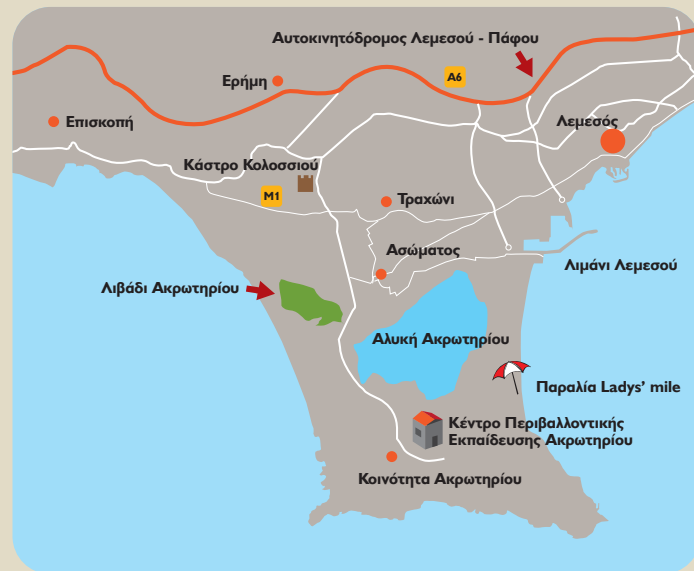 Αυτοκινητόδρομος Λεμεσού - Πάφου
Ερήμη
A6
Επισκοπή
Λεμεσός
Κάστρο Κολοσσιού
M1
Τραχώνι
Ασώματος
Λιμάνι Λεμεσού
Λιβάδι Ακρωτηρίου
Αλυκή Ακρωτηρίου
Παραλία Ladys' mile
Κέντρο Περιβαλλοντικής
Εκπαίδευσης Ακρωτηρίου
Κοινότητα Ακρωτηρίου